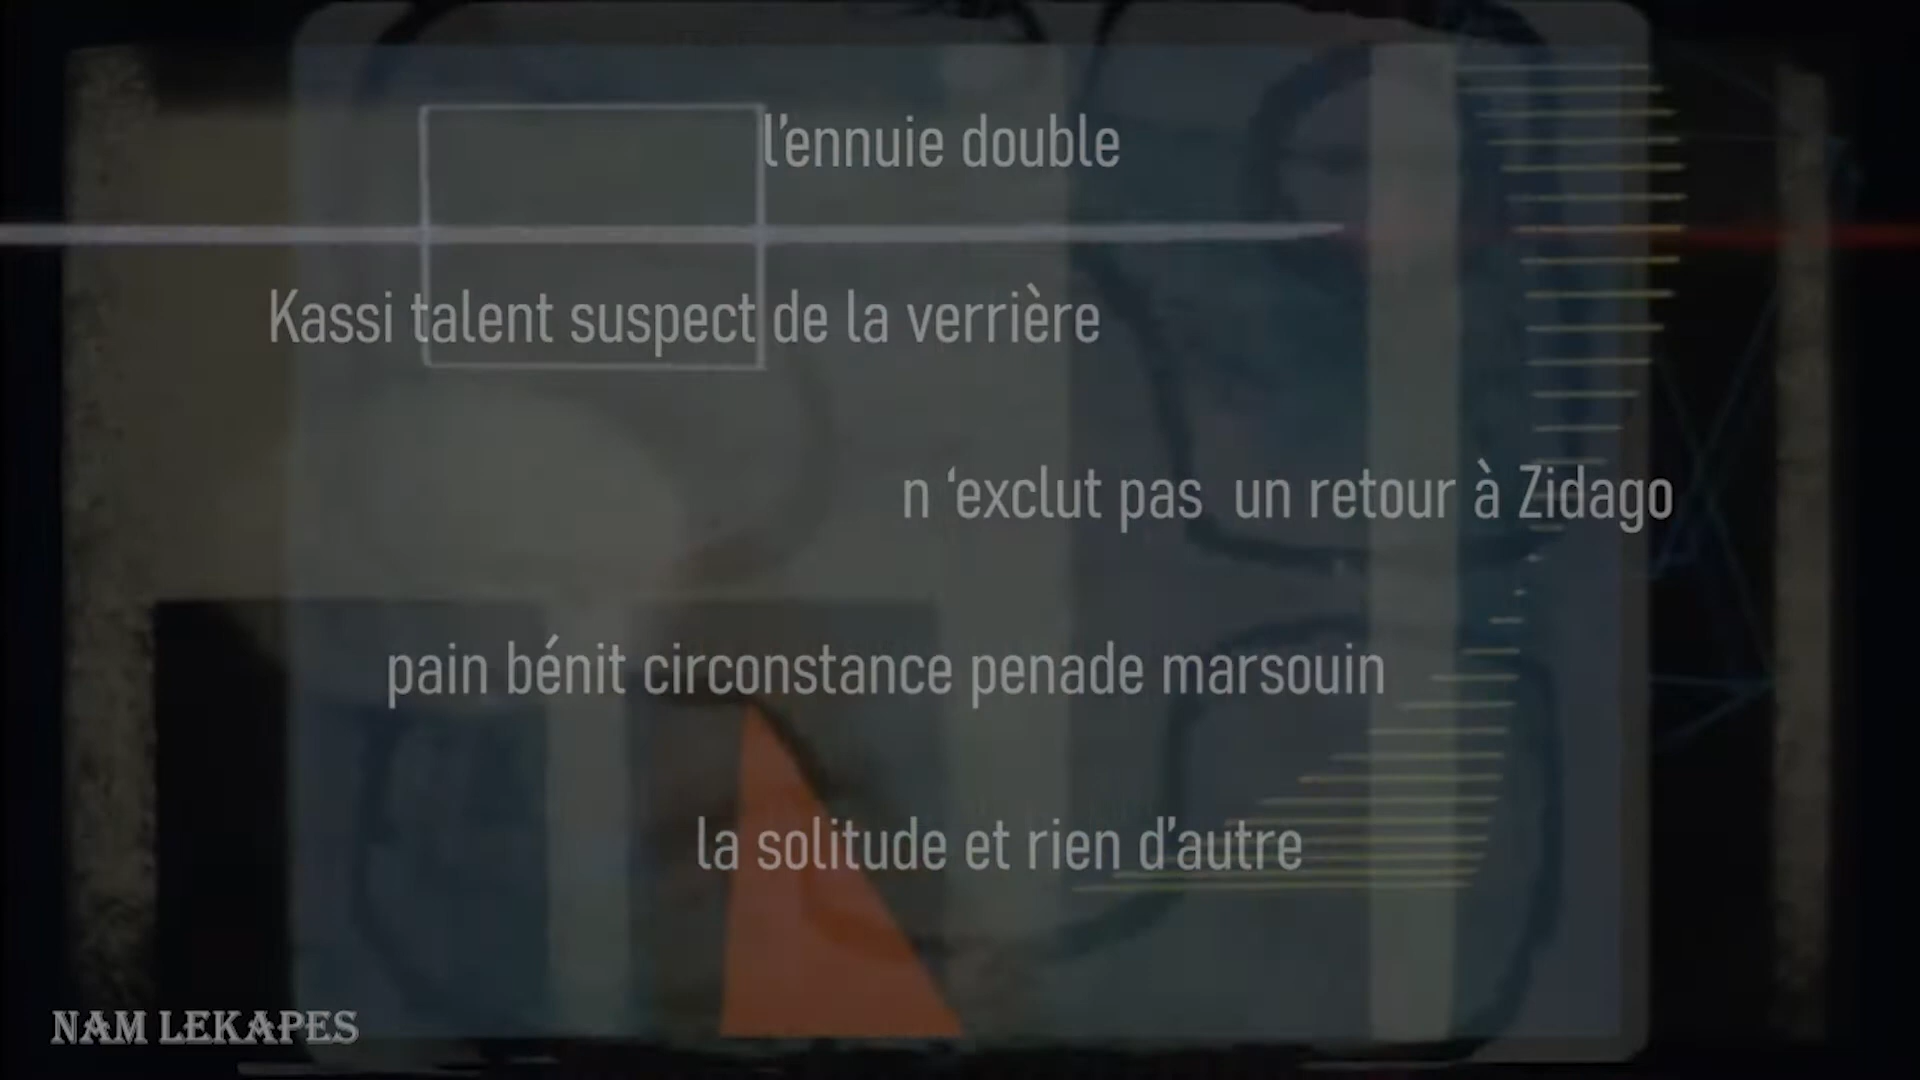 l’ennuie double
Kassi talent suspect de la verrière
n ‘exclut pas  un retour à Zidago
pain bénit circonstance penade marsouin
la solitude et rien d’autre
NAM LEKAPES